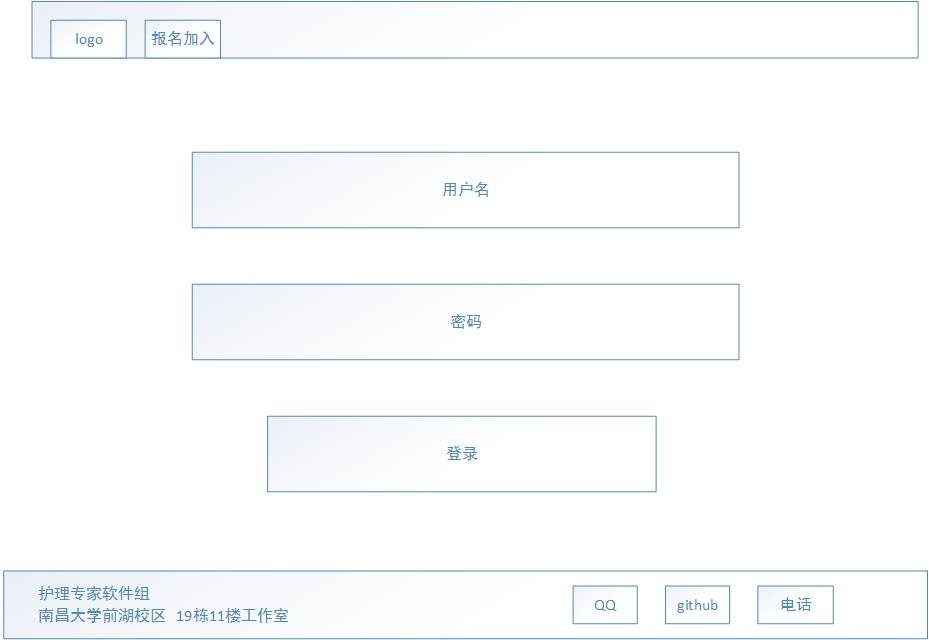 logo
报名加入
用户名
密码
登录
护理专家软件组
南昌大学前湖校区 19栋11楼工作室
QQ
github
电话